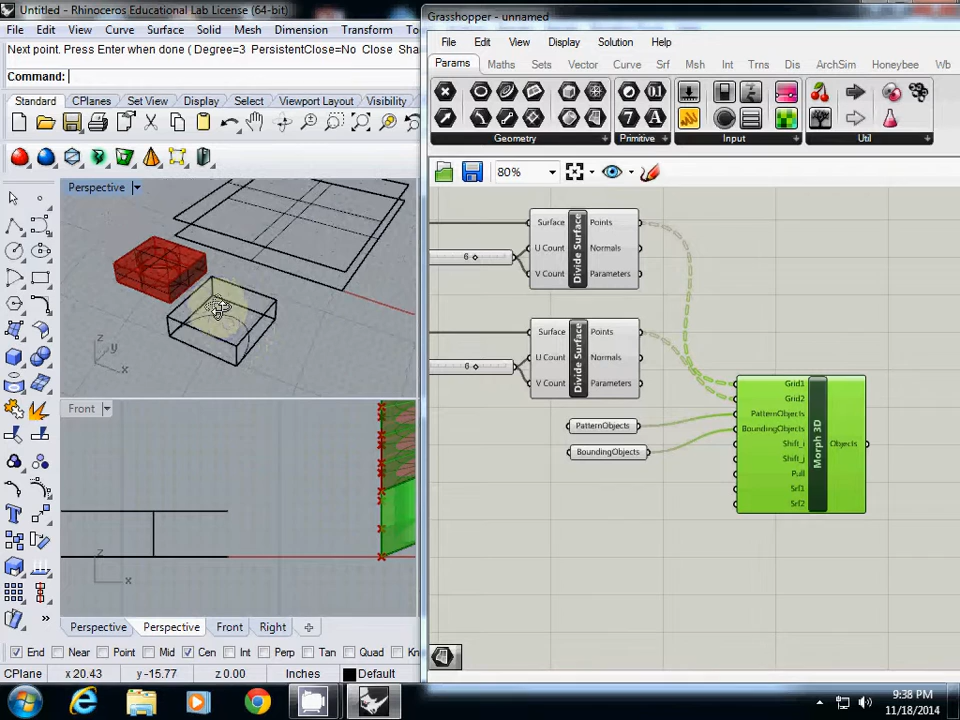 Untitled - Rhinoceros Educational Lab License (64-bit)
File Edit View Curve Surface Solid Mesh Dimension Transform To
Next point. Press Enter when done ( Degree=3 PersistentClose=No Close Sha
Command:
Standard CPlanes Set View Display Select Viewport Layout Visibility
Perspective
z y x
Front
z x
Perspective Perspective Front Right
End Near Point Mid Cen Int Perp Tan Quad Kn
CPlane x 20.43 y -15.77 z 0.00 Inches Default
Grasshopper - unnamed
File Edit View Display Solution Help
Params Maths Sets Vector Curve Srf Msh Int Trns Dis ArchSim Honeybee Wb
Geometry Primitive Input Util
80%
Surface Points
U Count Normals
V Count Parameters
Divide Surface
6
Surface Points
U Count Normals
V Count Parameters
Divide Surface
6
PatternObjects
BoundingObjects
Grid1
Grid2
PatternObjects
BoundingObjects
Shift_i
Shift_j
Pull
Srf1
Srf2
Morph 3D
Objects
9:38 PM
11/18/2014